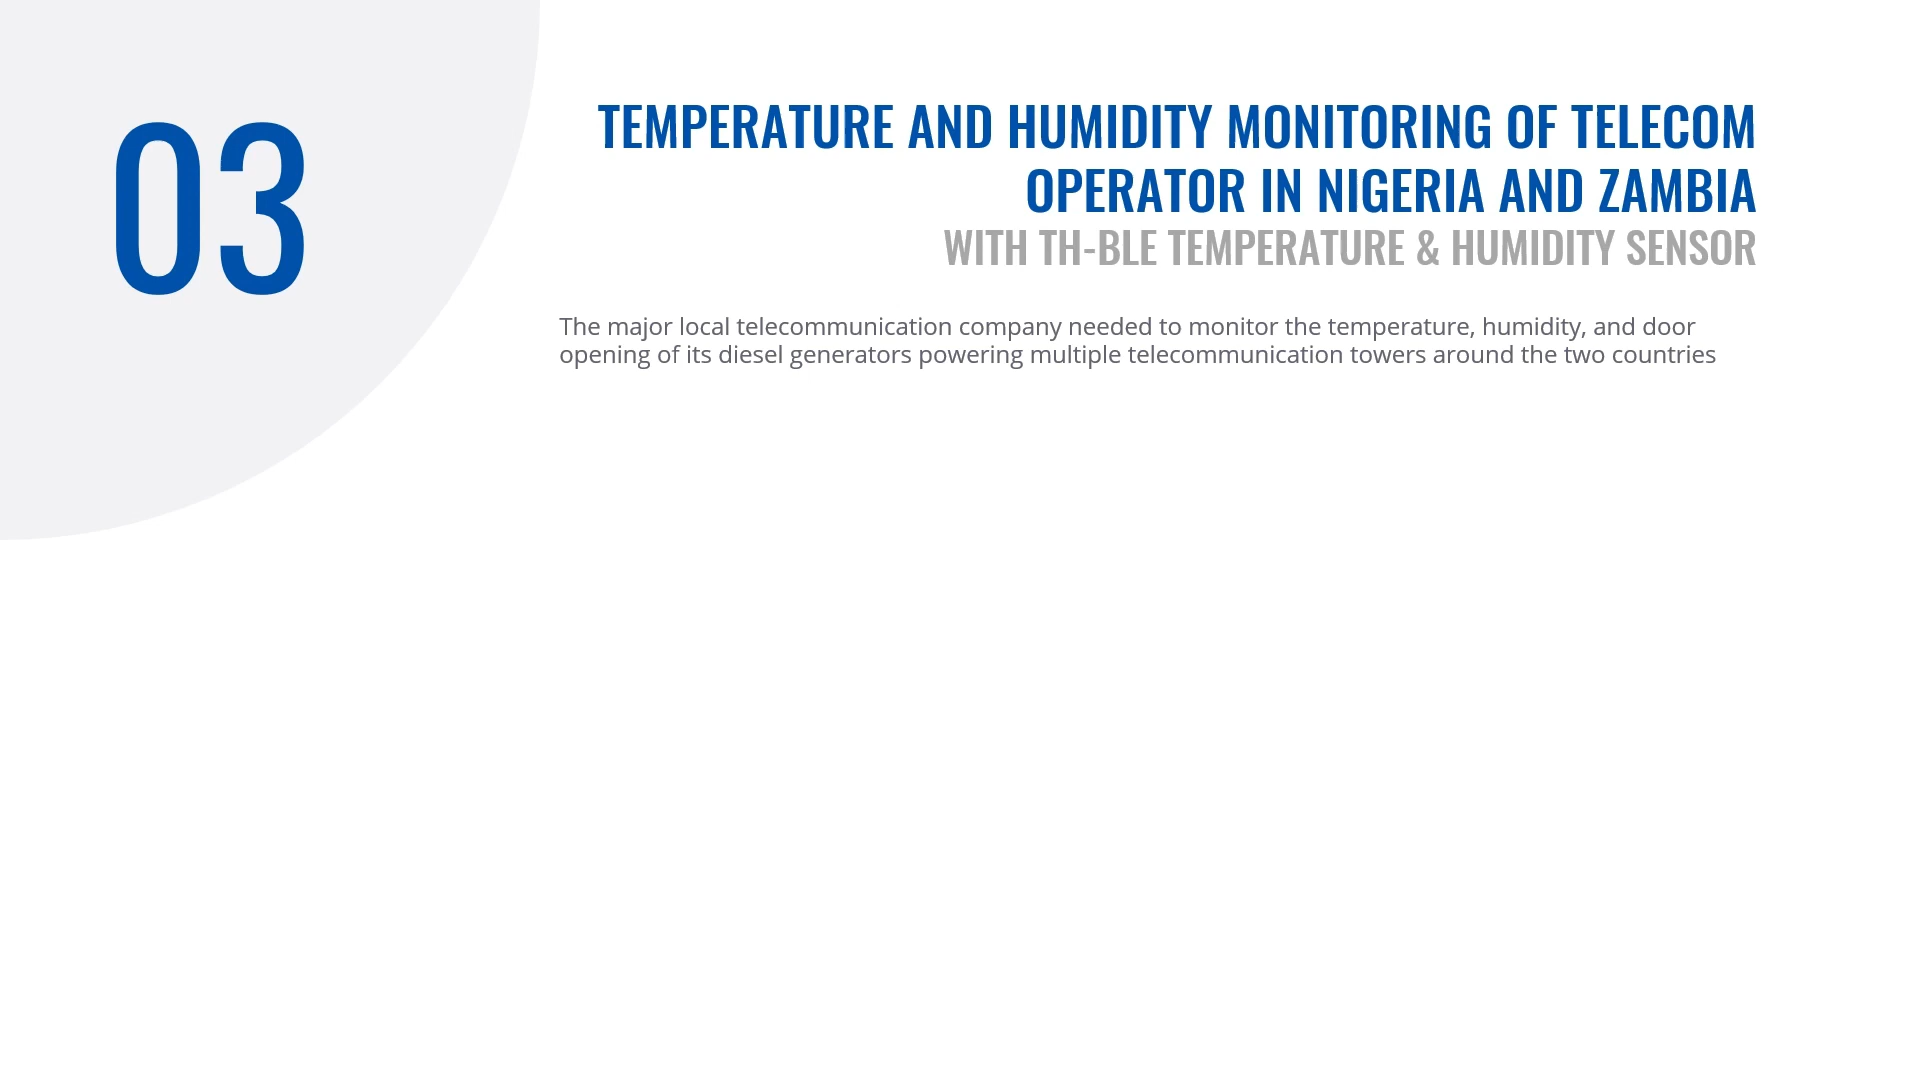 03
TEMPERATURE AND HUMIDITY MONITORING OF TELECOM
OPERATOR IN NIGERIA AND ZAMBIA
WITH TH-BLE TEMPERATURE & HUMIDITY SENSOR
The major local telecommunication company needed to monitor the temperature, humidity, and door
opening of its diesel generators powering multiple telecommunication towers around the two countries